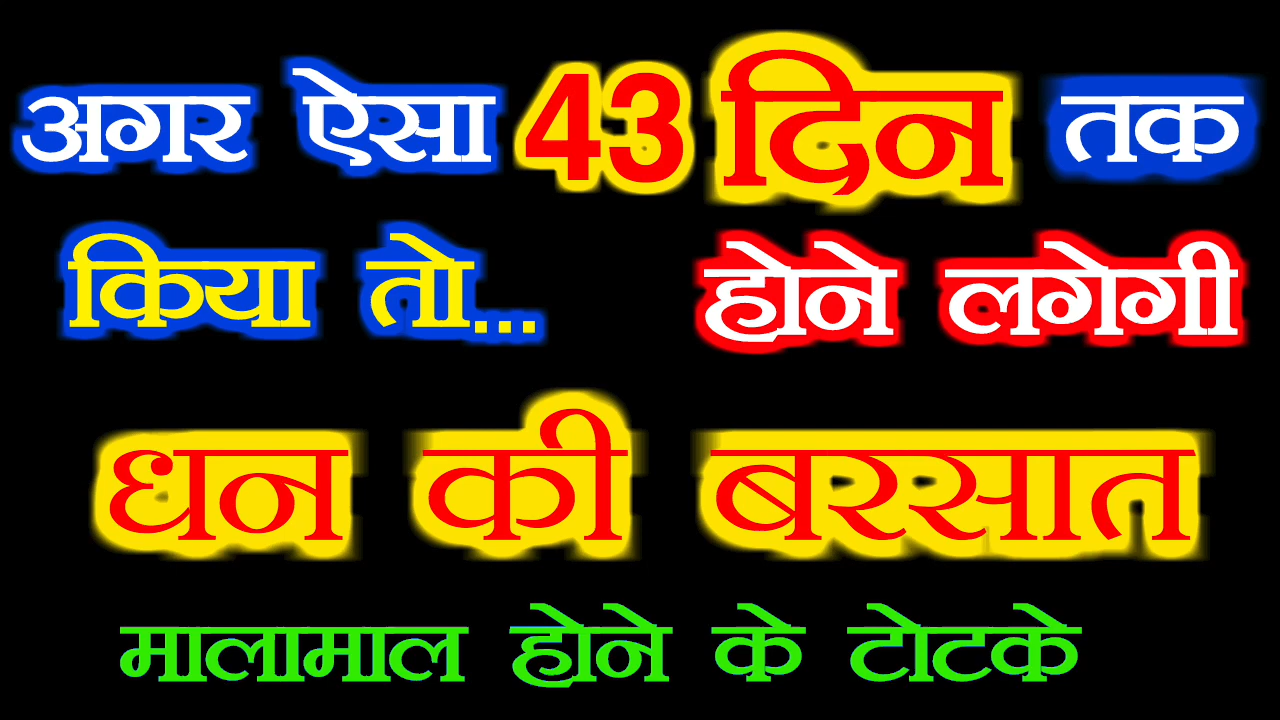 अगर ऐसा 43 दिन तक
किया तो... होने लगेगी
धन की बरसात
मालामाल होने के टोटके